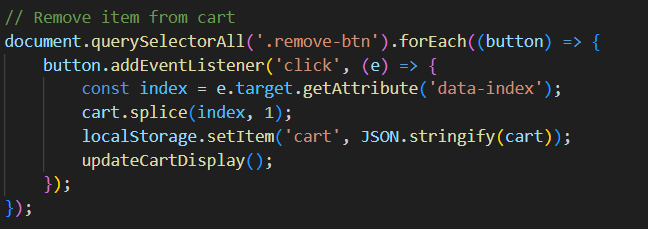 // Remove item from cart
document.querySelectorAll('.remove-btn').forEach((button) => {
    button.addEventListener('click', (e) => {
        const index = e.target.getAttribute('data-index');
        cart.splice(index, 1);
        localStorage.setItem('cart', JSON.stringify(cart));
        updateCartDisplay();
    });
});